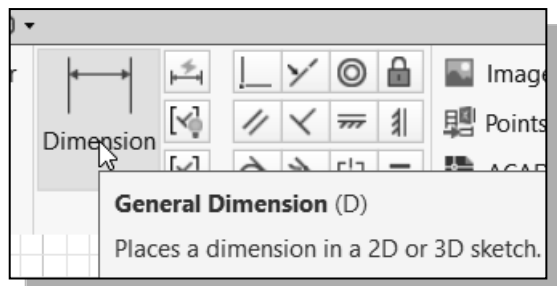 Image
Dimension
Points
General Dimension (D)
Places a dimension in a 2D or 3D sketch.